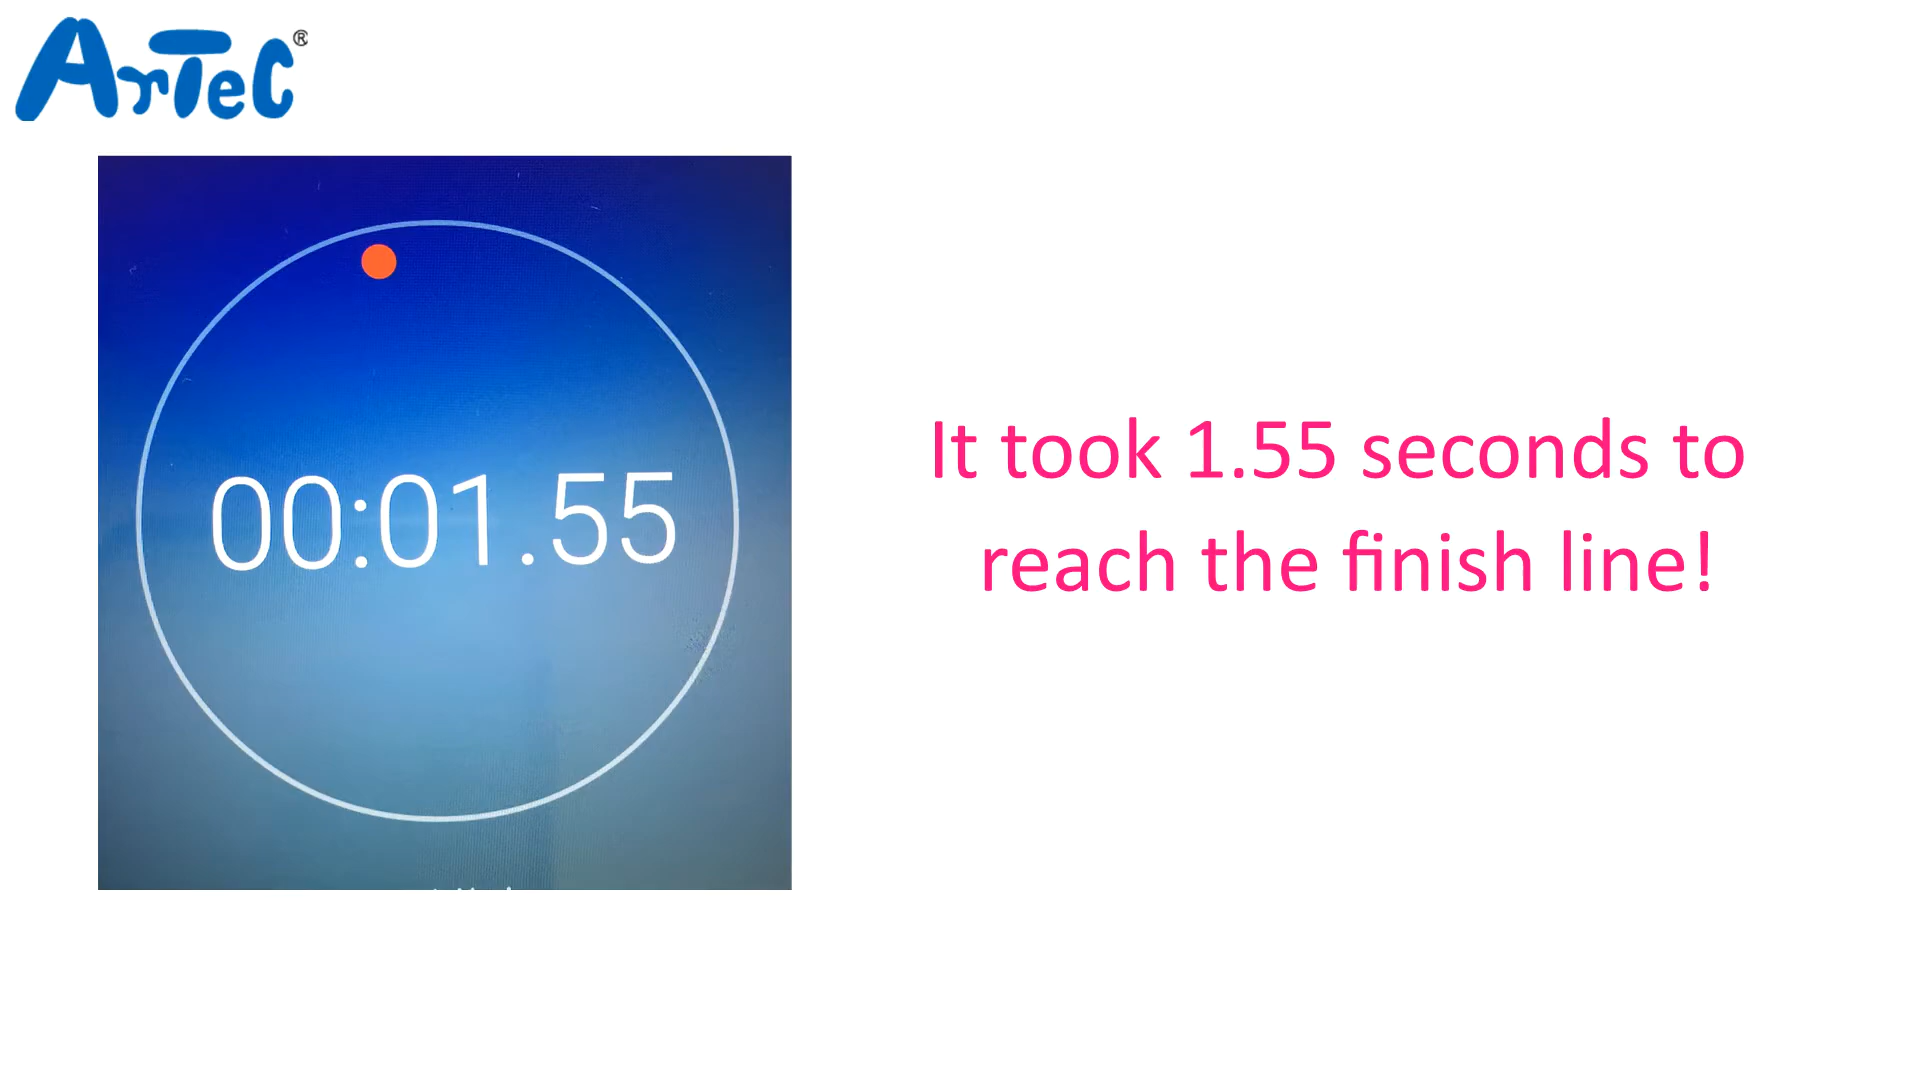 ArTeC®
00:01.55
It took 1.55 seconds to
reach the finish line!